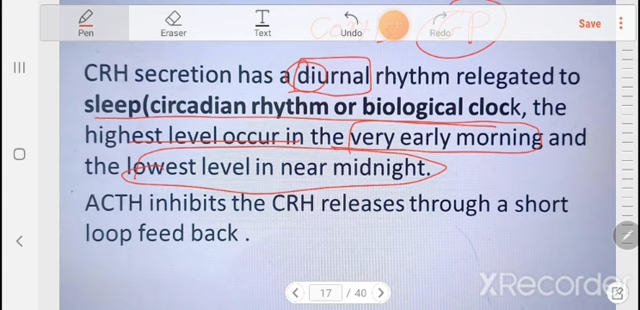 Pen
Eraser
Text
Undo
Redo
Save
CRH secretion has a diurnal rhythm relegated to
sleep(circadian rhythm or biological clock, the
highest level occur in the very early morning and
the lowest level in near midnight.
ACTH inhibits the CRH releases through a short
loop feed back .
17 / 40
XRecorder